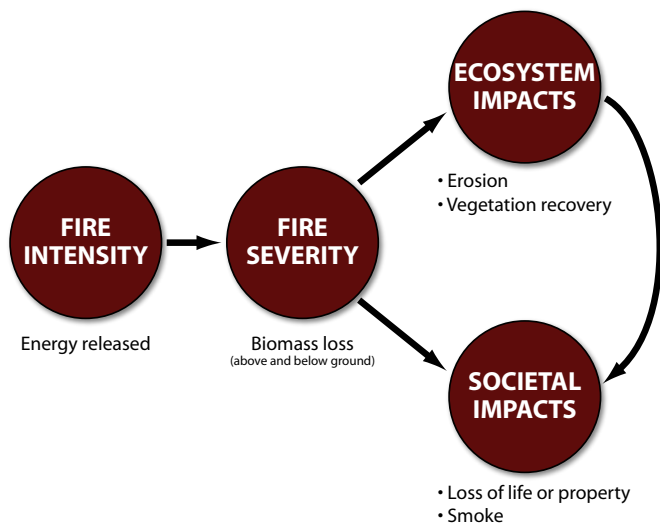 FIRE
INTENSITY
Energy released
FIRE
SEVERITY
Biomass loss
(above and below ground)
ECOSYSTEM
IMPACTS
• Erosion
• Vegetation recovery
SOCIETAL
IMPACTS
• Loss of life or property
• Smoke